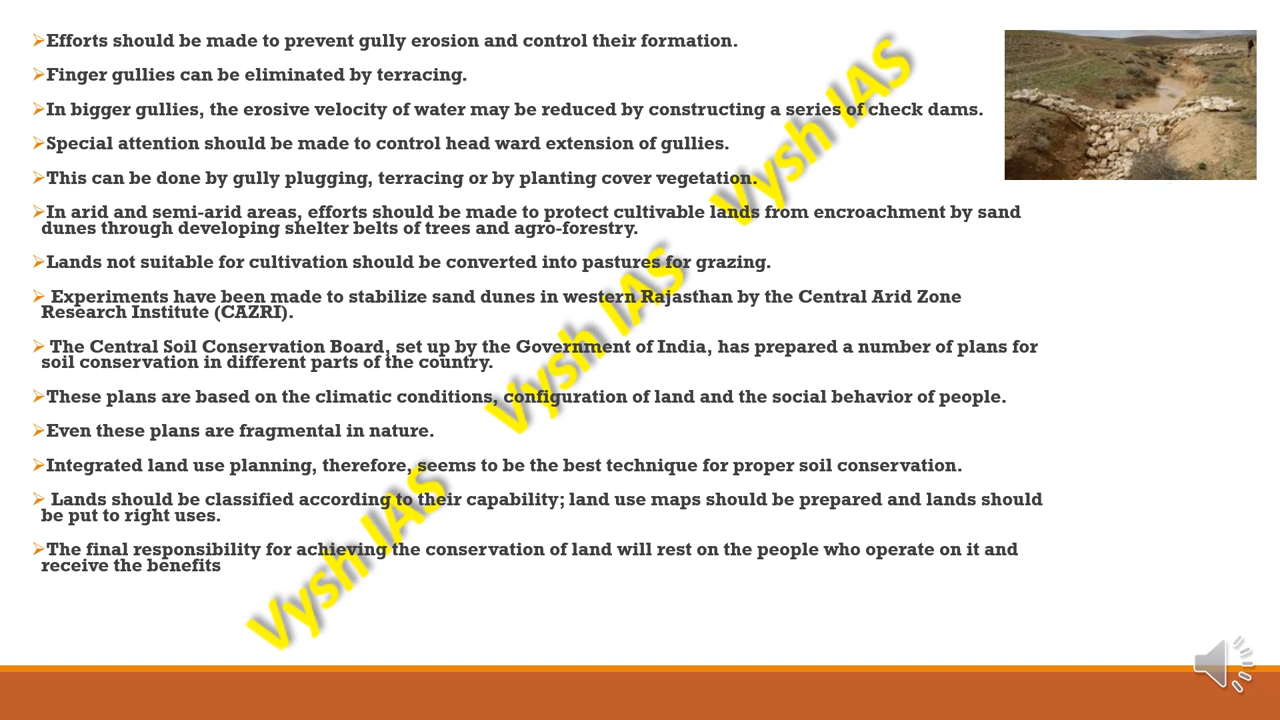 ➢Efforts should be made to prevent gully erosion and control their formation.
➢Finger gullies can be eliminated by terracing.
➢In bigger gullies, the erosive velocity of water may be reduced by constructing a series of check dams.
➢Special attention should be made to control head ward extension of gullies.
➢This can be done by gully plugging, terracing or by planting cover vegetation.
➢In arid and semi-arid areas, efforts should be made to protect cultivable lands from encroachment by sand
dunes through developing shelter belts of trees and agro-forestry.
➢Lands not suitable for cultivation should be converted into pastures for grazing.
➢ Experiments have been made to stabilize sand dunes in western Rajasthan by the Central Arid Zone
Research Institute (CAZRI).
➢ The Central Soil Conservation Board, set up by the Government of India, has prepared a number of plans for
soil conservation in different parts of the country.
➢These plans are based on the climatic conditions, configuration of land and the social behavior of people.
➢Even these plans are fragmental in nature.
➢Integrated land use planning, therefore, seems to be the best technique for proper soil conservation.
➢ Lands should be classified according to their capability; land use maps should be prepared and lands should
be put to right uses.
➢The final responsibility for achieving the conservation of land will rest on the people who operate on it and
receive the benefits
Vysh IAS
Vysh IAS
Vysh IAS